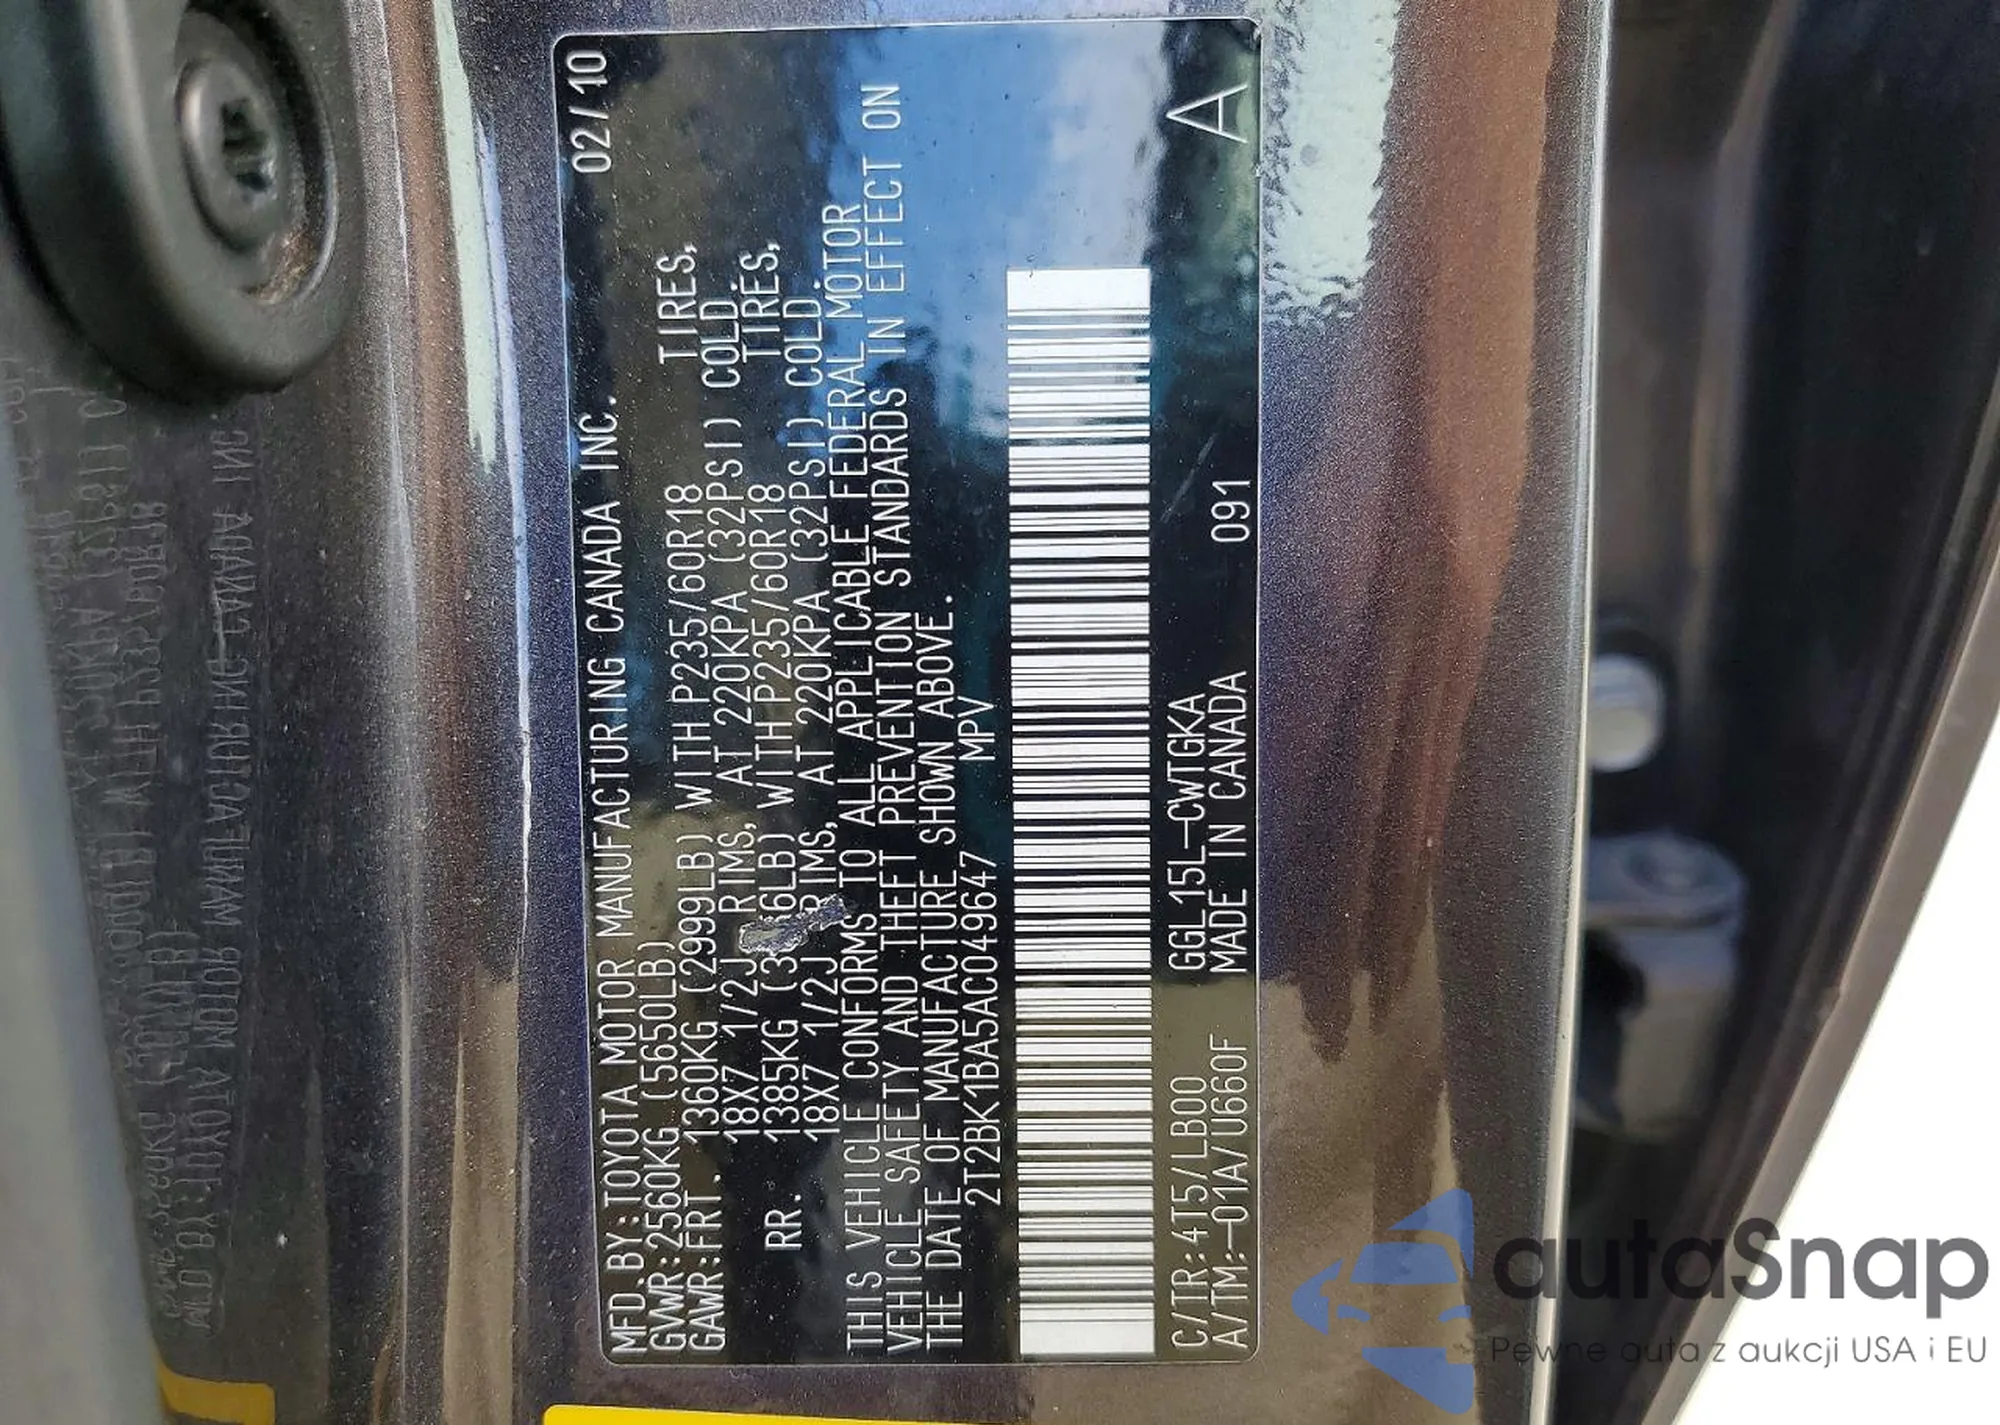 MFD.BY:TOYOTA MOTOR MANUFACTURING CANADA INC. 02/10
GVWR:2560KG (5650LB)
GAWR:FRT. 1360KG (2999LB) WITH P235/60R18 TIRES,
18X7 1/2J RIMS, AT 220KPA (32PSI) COLD.
RR. 1385KG WITH P235/60R18 TIRES,
18X7 1/2J RIMS, AT 220KPA (32PSI) COLD.
THIS VEHICLE CONFORMS TO ALL APPLICABLE FEDERAL MOTOR
VEHICLE SAFETY AND THEFT PREVENTION STANDARDS IN EFFECT ON
THE DATE OF MANUFACTURE SHOWN ABOVE.
2T2BK1BA5AC049647 MPV
C/TR:4T5/LB00 GGL15L-CWTGKA A
A/TM:-01A/U660F MADE IN CANADA 091
autaSnap
Pewne auta z aukcji USA i EU